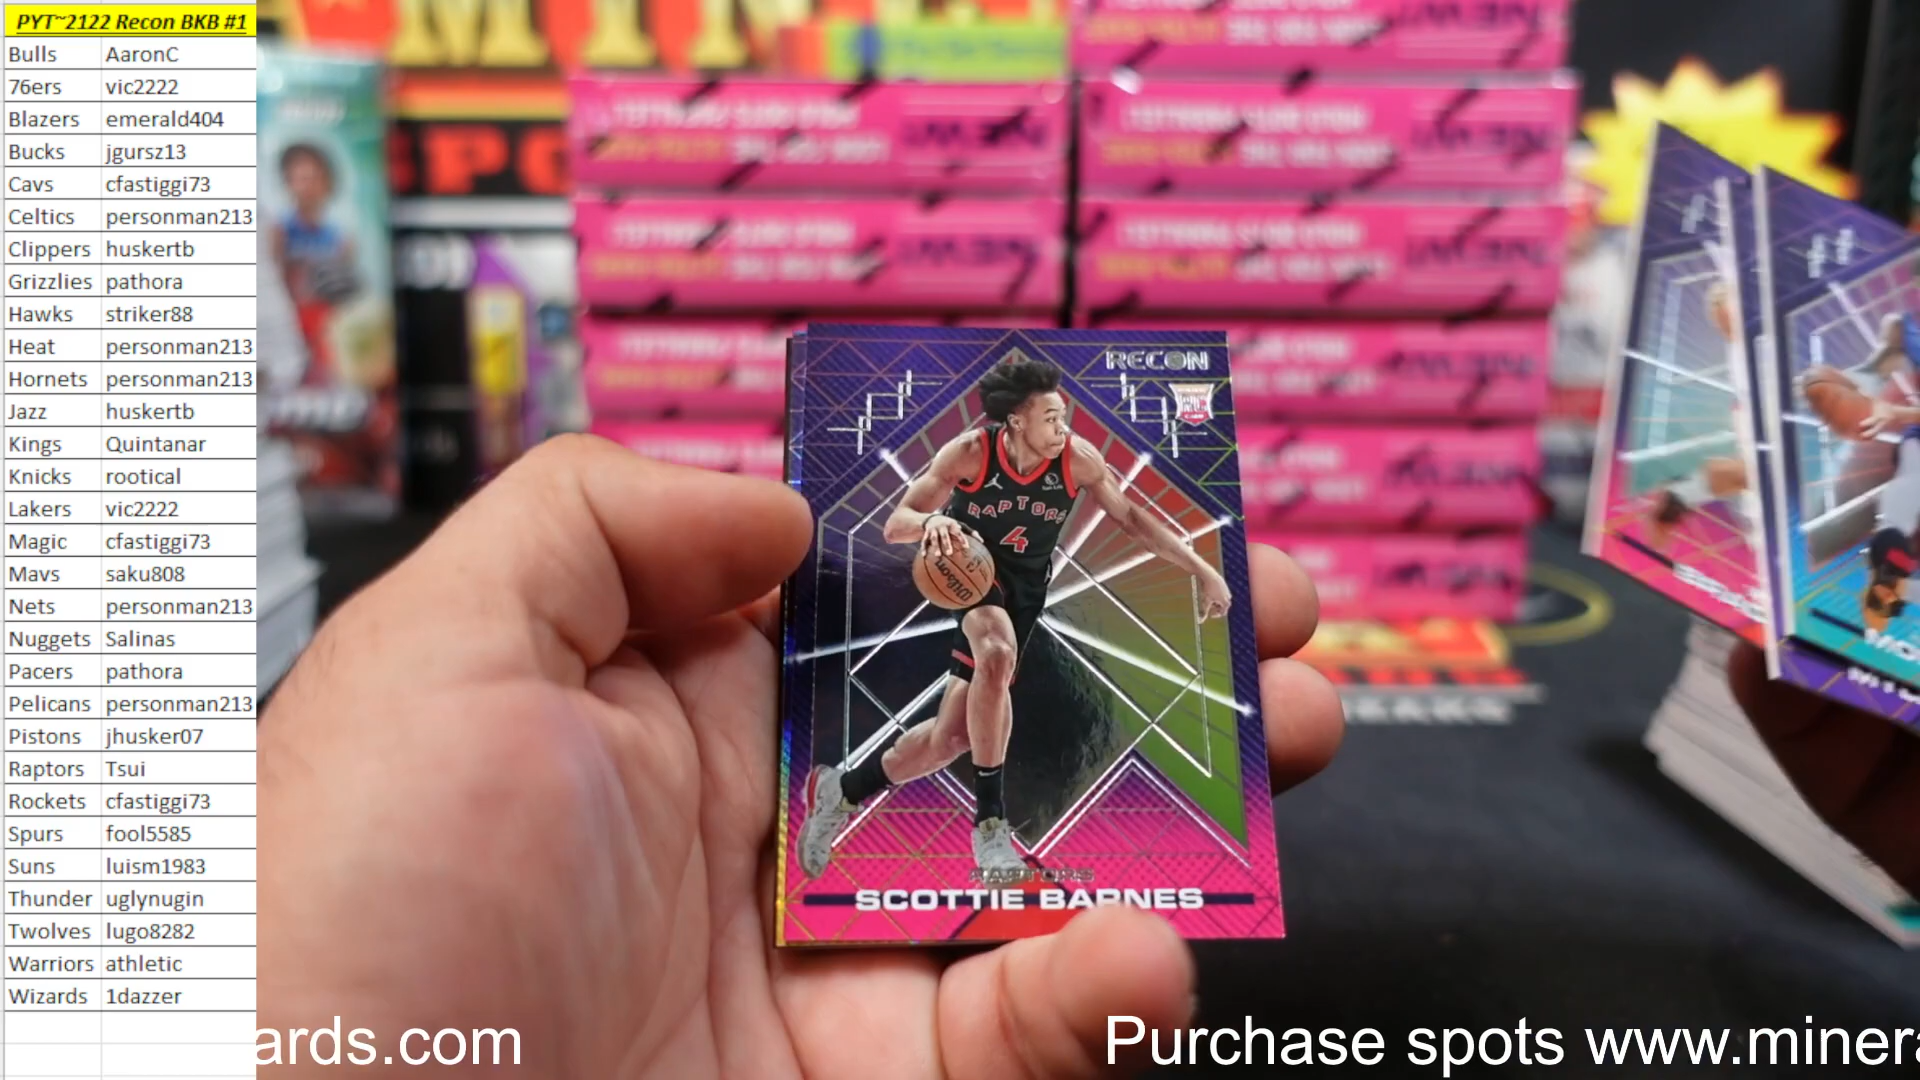 PYT~2122 Recon BKB #1
Bulls AaronC
76ers vic2222
Blazers emerald404
Bucks jgursz13
Cavs cfastiggi73
Celtics personman213
Clippers huskertb
Grizzlies pathora
Hawks striker88
Heat personman213
Hornets personman213
Jazz huskertb
Kings Quintanar
Knicks rootical
Lakers vic2222
Magic cfastiggi73
Mavs saku808
Nets personman213
Nuggets Salinas
Pacers pathora
Pelicans personman213
Pistons jhusker07
Raptors Tsui
Rockets cfastiggi73
Spurs fool5585
Suns luism1983
Thunder uglynugin
Twolves lugo8282
Warriors athletic
Wizards 1dazzer
RECON
RAPTORS
4
Wilson
RAPTORS
SCOTTIE BARNES
ards.com
Purchase spots www.minera